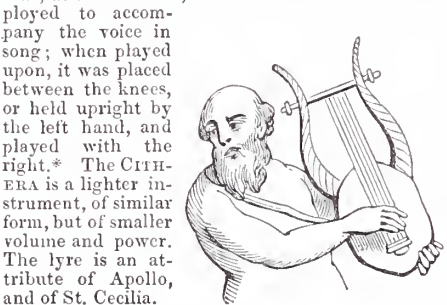 ployed to accom-
pany the voice in
song; when played
upon, it was placed
between the knees,
or held upright by
the left hand, and
played with the
right.* The CITH-
ERA is a lighter in-
strument, of similar
form, but of smaller
volume and power.
The lyre is an at-
tribute of Apollo,
and of St. Cecilia.